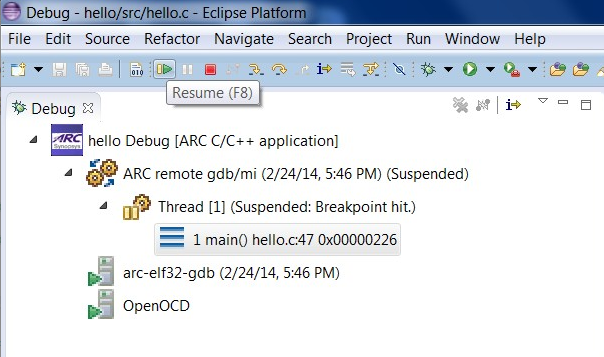 Debug - hello/src/hello.c - Eclipse Platform
File Edit Source Refactor Navigate Search Project Run Window Help
010
Resume (F8)
Debug
ARC
Synopsys
hello Debug [ARC C/C++ application]
ARC remote gdb/mi (2/24/14, 5:46 PM) (Suspended)
Thread [1] (Suspended: Breakpoint hit.)
1 main() hello.c:47 0x00000226
arc-elf32-gdb (2/24/14, 5:46 PM)
OpenOCD